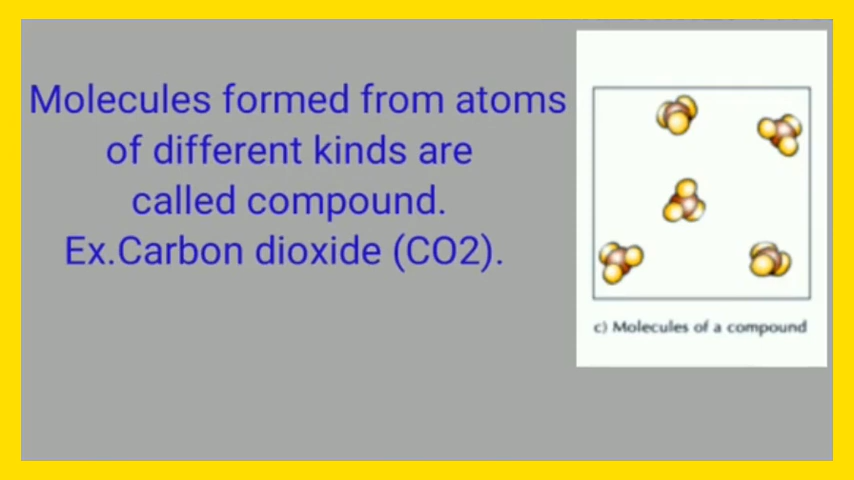 Molecules formed from atoms
of different kinds are
called compound.
Ex.Carbon dioxide (CO2).
c) Molecules of a compound